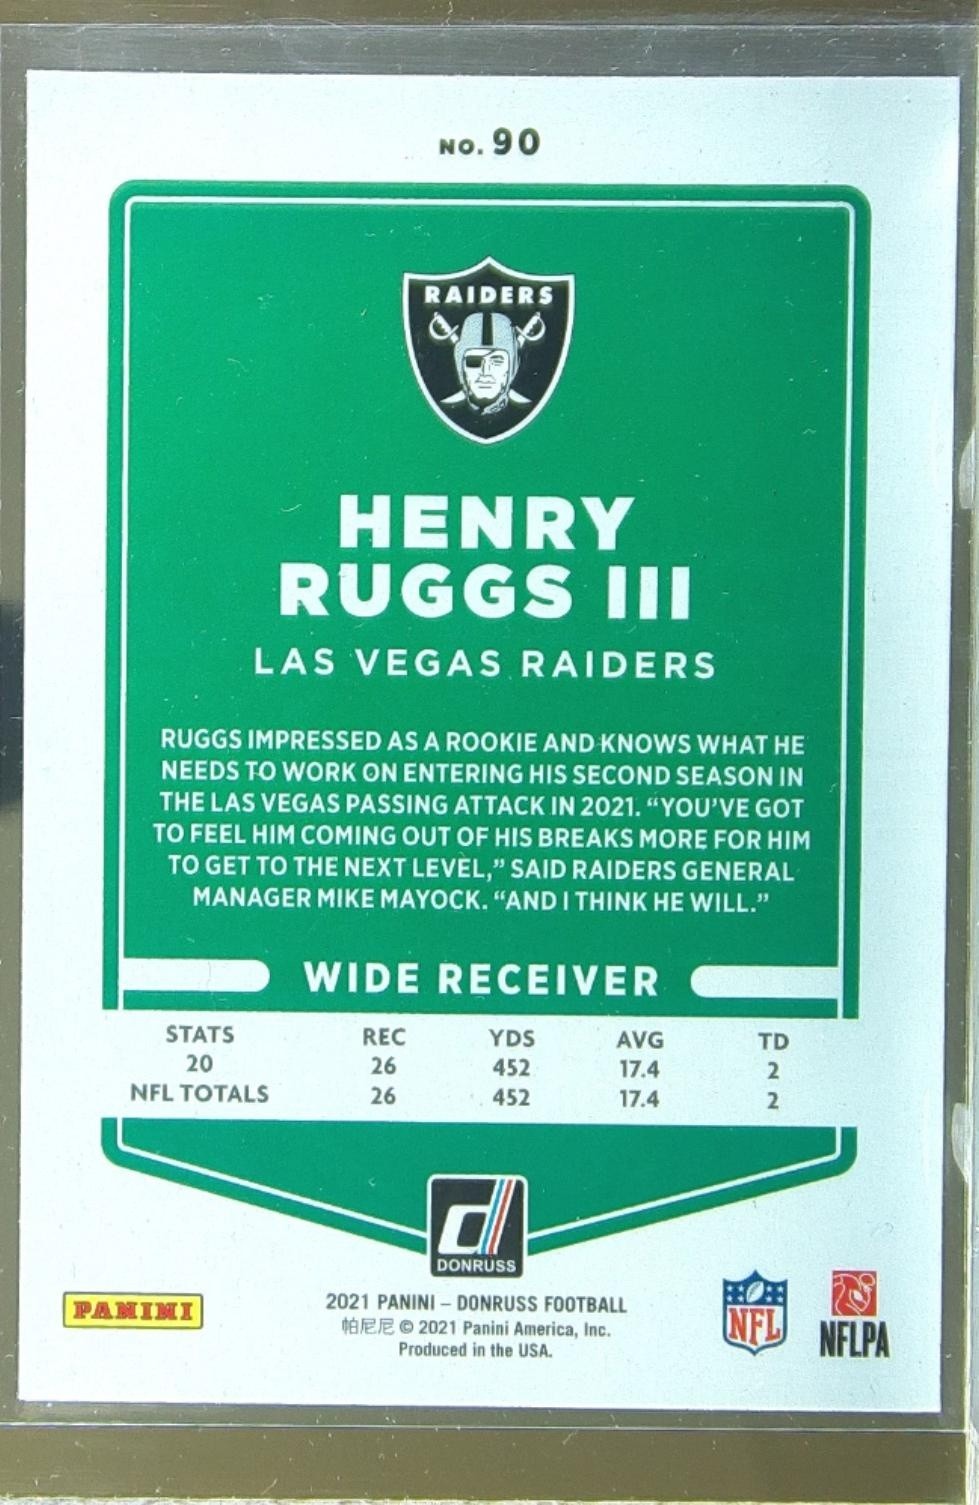 NO. 90
RAIDERS
HENRY
RUGGS III
LAS VEGAS RAIDERS
RUGGS IMPRESSED AS A ROOKIE AND KNOWS WHAT HE
NEEDS TO WORK ON ENTERING HIS SECOND SEASON IN
THE LAS VEGAS PASSING ATTACK IN 2021. “YOU’VE GOT
TO FEEL HIM COMING OUT OF HIS BREAKS MORE FOR HIM
TO GET TO THE NEXT LEVEL,” SAID RAIDERS GENERAL
MANAGER MIKE MAYOCK. “AND I THINK HE WILL.”
WIDE RECEIVER
STATS REC YDS AVG TD
20 26 452 17.4 2
NFL TOTALS 26 452 17.4 2
d
DONRUSS
PANINI
2021 PANINI – DONRUSS FOOTBALL
帕尼尼 © 2021 Panini America, Inc.
Produced in the USA.
NFL
NFLPA